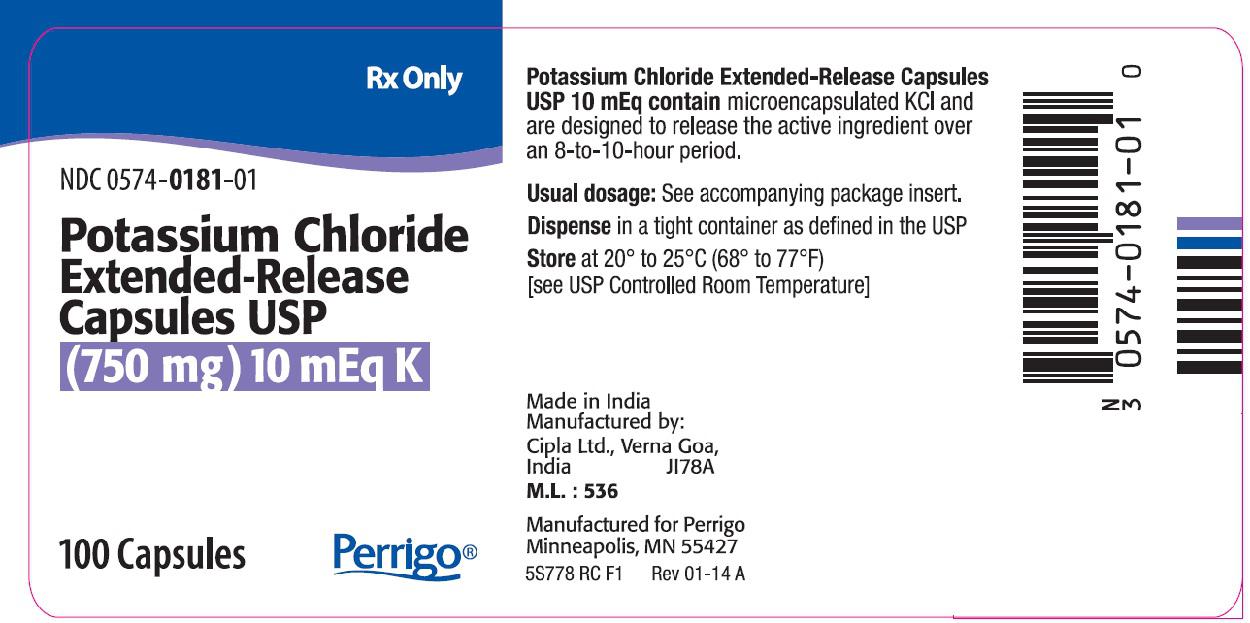 Rx Only
NDC 0574-0181-01
Potassium Chloride
Extended-Release
Capsules USP
(750 mg) 10 mEq K
100 Capsules
Perrigo®
Potassium Chloride Extended-Release Capsules
USP 10 mEq contain microencapsulated KCl and
are designed to release the active ingredient over
an 8-to-10-hour period.
Usual dosage: See accompanying package insert.
Dispense in a tight container as defined in the USP
Store at 20° to 25°C (68° to 77°F)
[see USP Controlled Room Temperature]
Made in India
Manufactured by:
Cipla Ltd., Verna Goa,
India JI78A
M.L. : 536
Manufactured for Perrigo
Minneapolis, MN 55427
5S778 RC F1 Rev 01-14 A
N
3 0574-0181-01 0